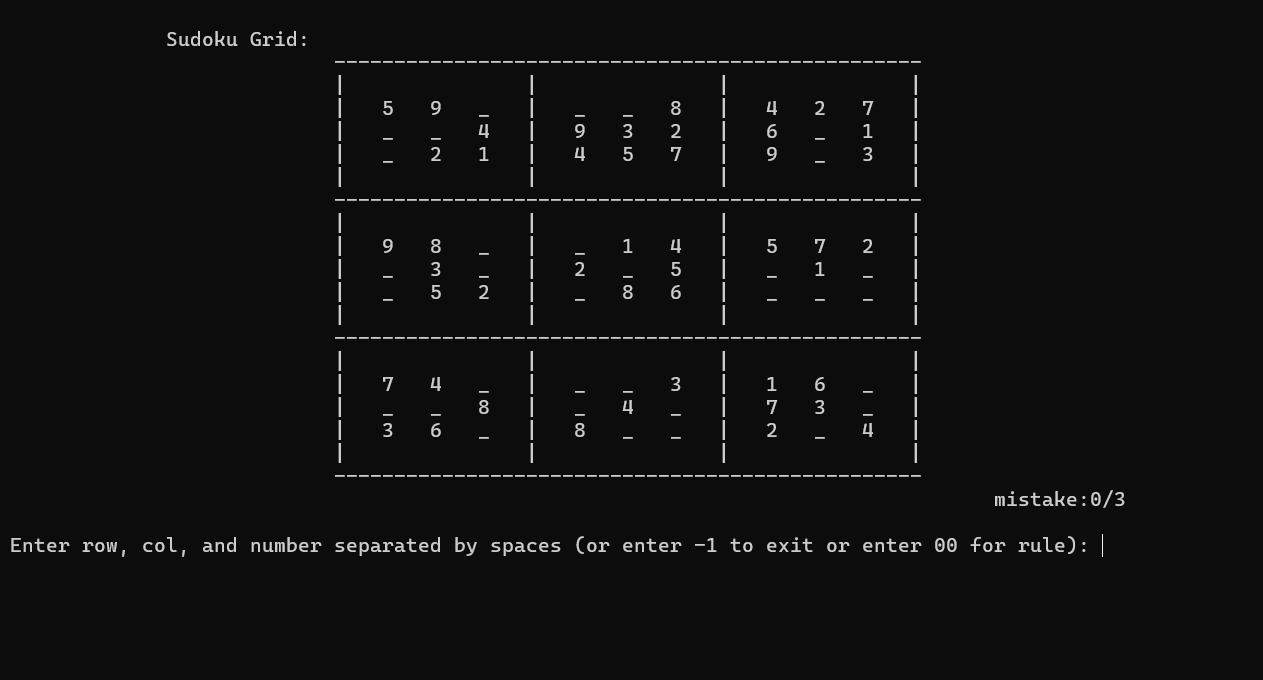 Sudoku Grid:
-------------------------------------------------
|               |               |               |
|   5   9   _   |   _   _   8   |   4   2   7   |
|   _   _   4   |   9   3   2   |   6   _   1   |
|   _   2   1   |   4   5   7   |   9   _   3   |
|               |               |               |
-------------------------------------------------
|               |               |               |
|   9   8   _   |   _   1   4   |   5   7   2   |
|   _   3   _   |   2   _   5   |   _   1   _   |
|   _   5   2   |   _   8   6   |   _   _   _   |
|               |               |               |
-------------------------------------------------
|               |               |               |
|   7   4   _   |   _   _   3   |   1   6   _   |
|   _   _   8   |   _   4   _   |   7   3   _   |
|   3   6   _   |   8   _   _   |   2   _   4   |
|               |               |               |
-------------------------------------------------
mistake:0/3
Enter row, col, and number separated by spaces (or enter -1 to exit or enter 00 for rule):